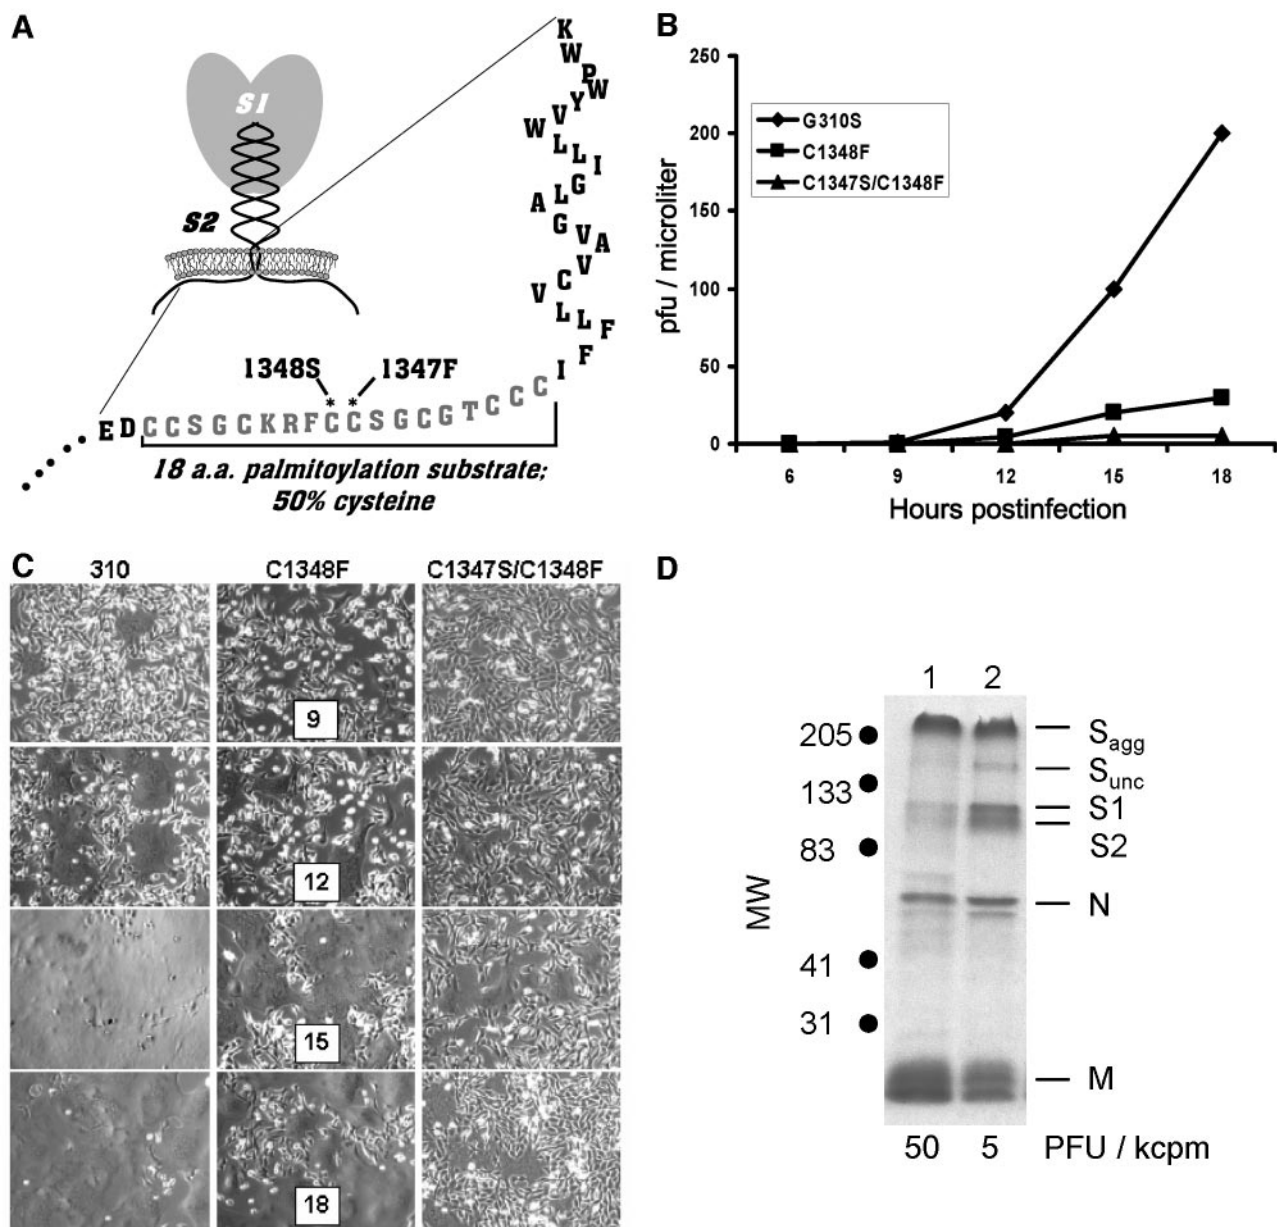 A
S1
S2
K
W
P
W
Y
V
W
L
L
I
G
L
A
G
V
A
V
C
V
L
L
F
F
I
1348S
1347F
* *
E D C C S G C K R F C C S G C G T C C C
18 a.a. palmitoylation substrate;
50% cysteine
B
pfu / microliter
250
200
150
100
50
0
G310S
C1348F
C1347S/C1348F
6 9 12 15 18
Hours postinfection
C
310 C1348F C1347S/C1348F
9
12
15
18
D
1 2
MW
205
133
83
41
31
Sagg
Sunc
S1
S2
N
M
50 5 PFU / kcpm